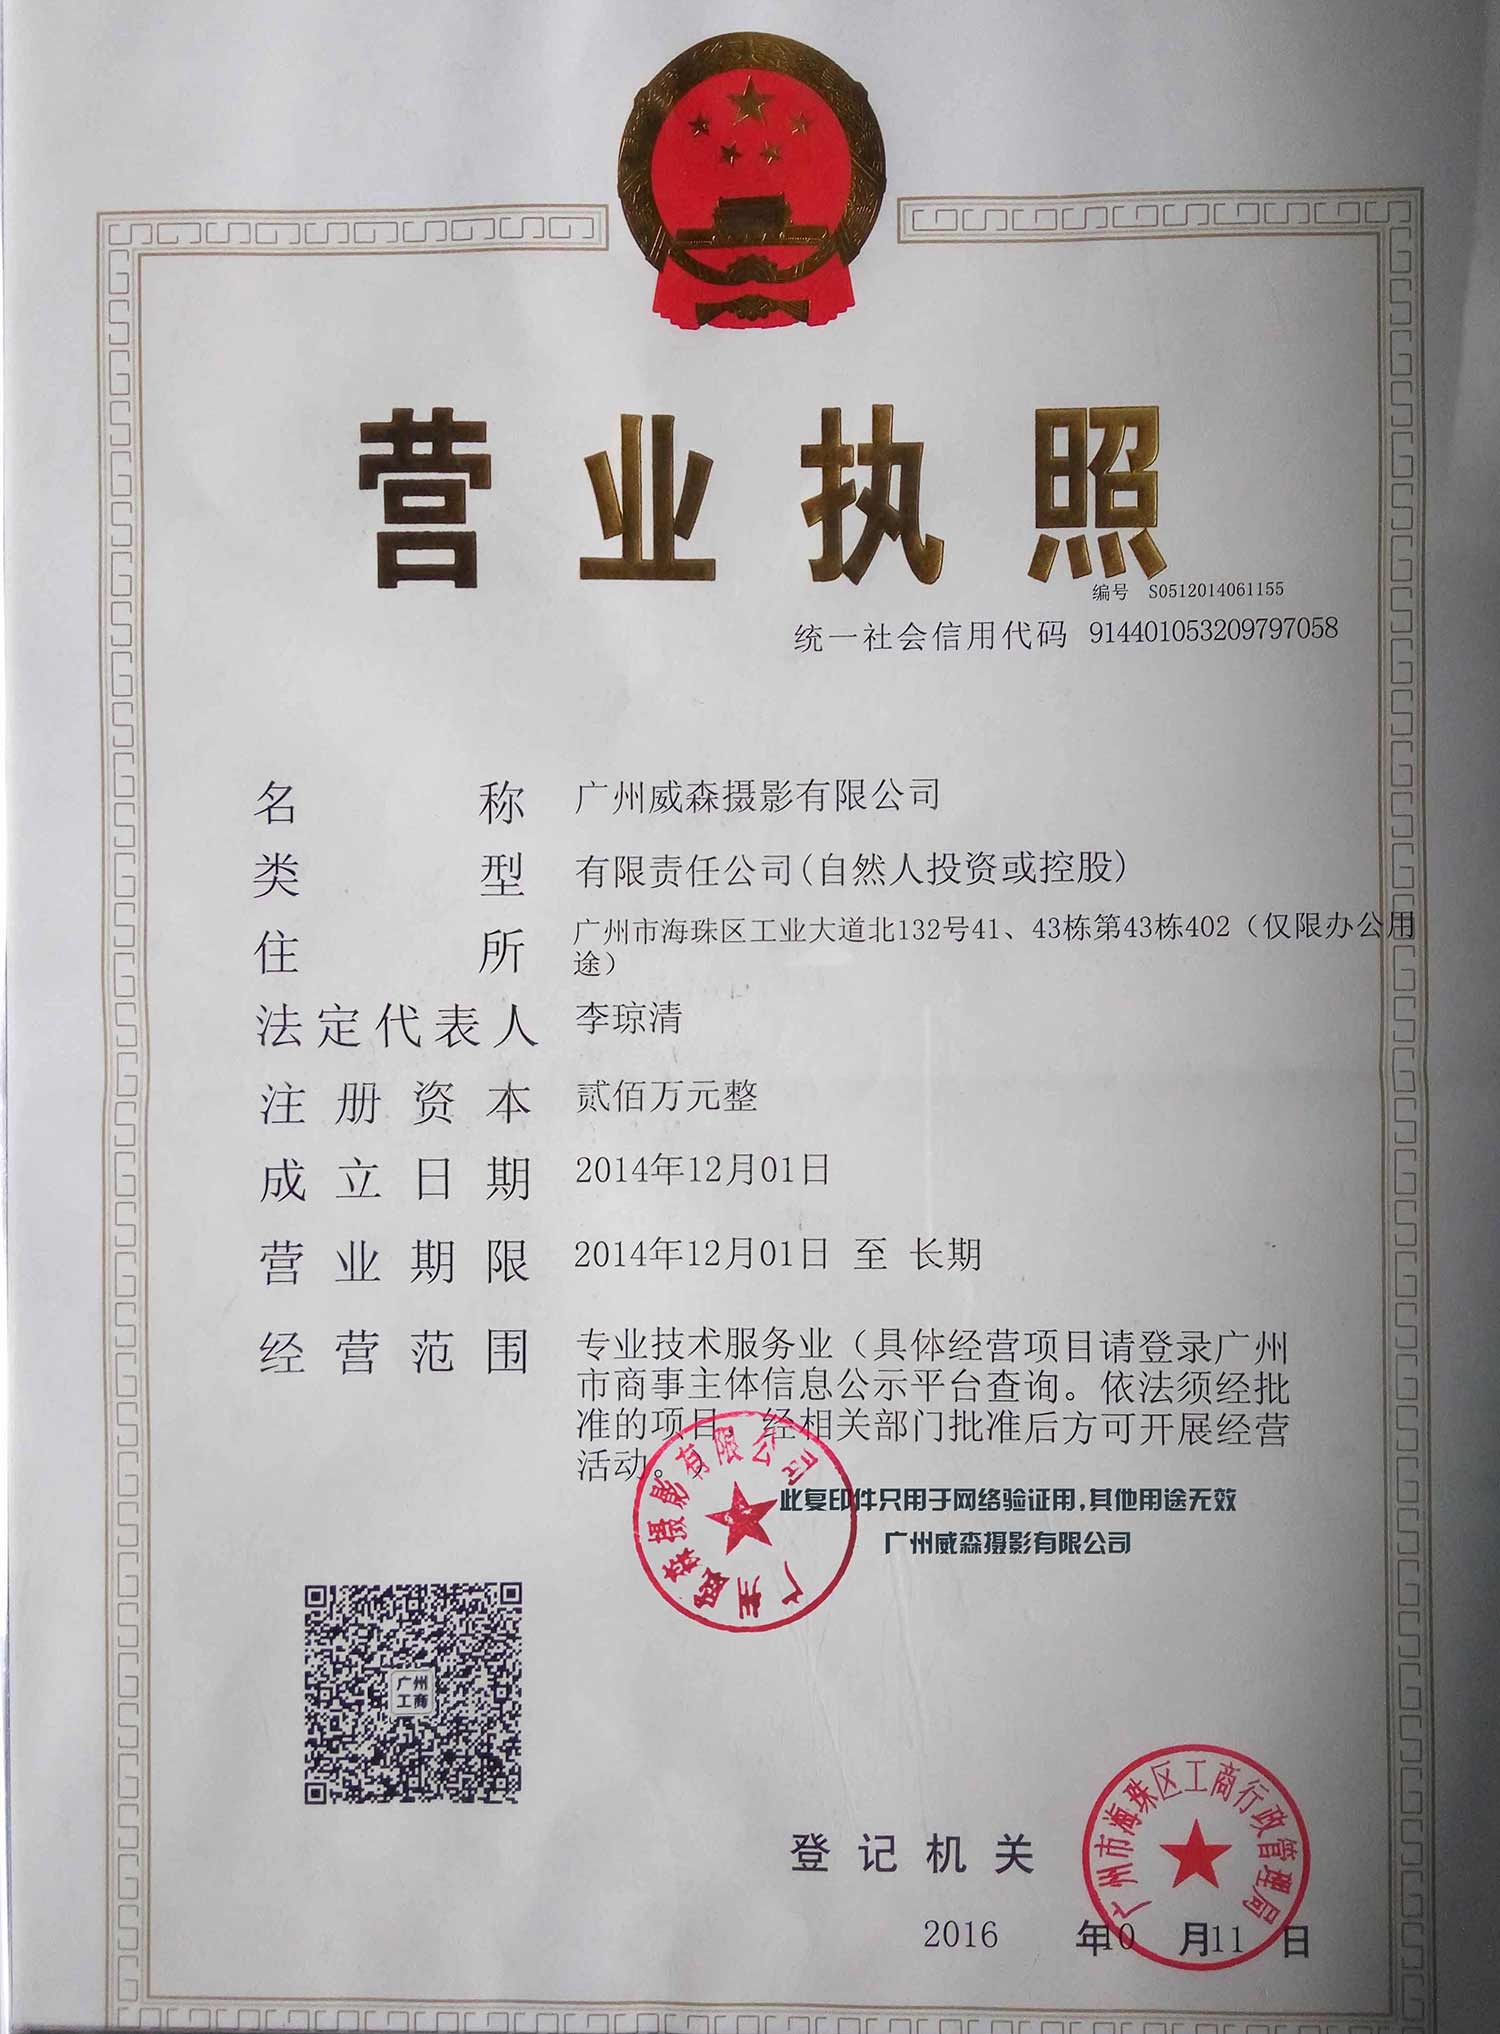 营业执照
编号 S0512014061155
统一社会信用代码 914401053209797058
名称 广州威森摄影有限公司
类型 有限责任公司(自然人投资或控股)
住所 广州市海珠区工业大道北132号41、43栋第43栋402（仅限办公用
途）
法定代表人 李琼清
注册资本 贰佰万元整
成立日期 2014年12月01日
营业期限 2014年12月01日 至 长期
经营范围 专业技术服务业（具体经营项目请登录广州
市商事主体信息公示平台查询。依法须经批
准的项目，经相关部门批准后方可开展经营
活动。）
广州威森摄影有限公司
此复印件只用于网络验证用,其他用途无效
广州威森摄影有限公司
广州
工商
广州市海珠区工商行政管理局
登记机关
2016 年10 月11 日